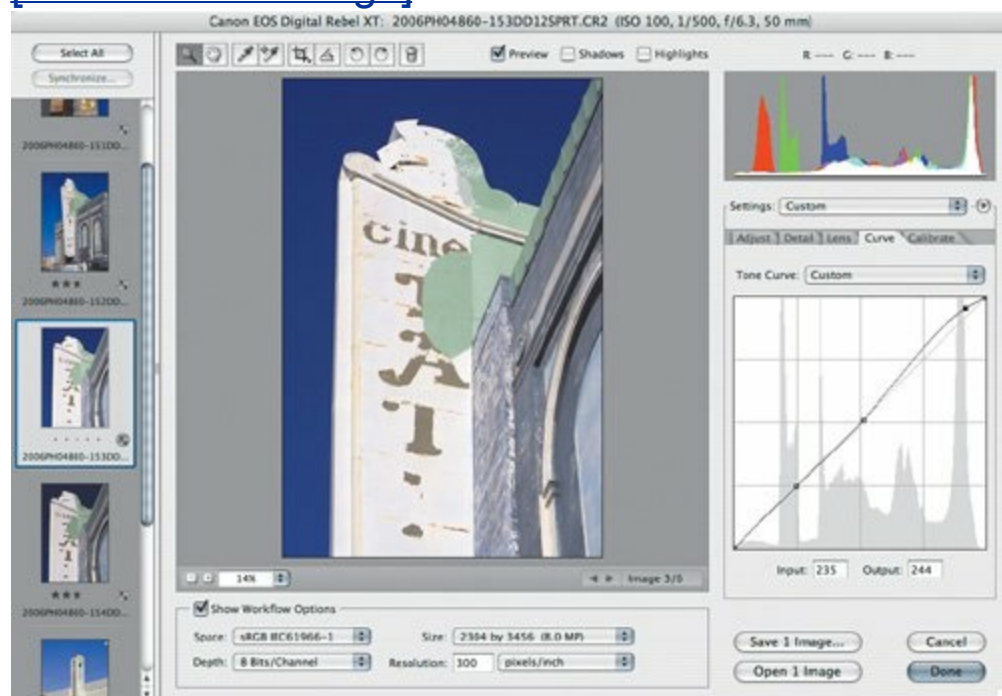 Canon EOS Digital Rebel XT: 2006PH04860-153DD12SPRT.CR2 (ISO 100, 1/500, f/6.3, 50 mm)
Select All
Synchronize...
Preview Shadows Highlights
R: --- G: --- B: ---
2006PH04860-151DD...
2006PH04860-152DD...
2006PH04860-153DD...
2006PH04860-154DD...
cine
Settings: Custom
Adjust Detail Lens Curve Calibrate
Tone Curve: Custom
Input: 235 Output: 244
14%
Image 3/6
Show Workflow Options
Space: sRGB IEC61966-1
Size: 2304 by 3456 (8.0 MP)
Depth: 8 Bits/Channel
Resolution: 300 pixels/inch
Save 1 Image...
Cancel
Open 1 Image
Done